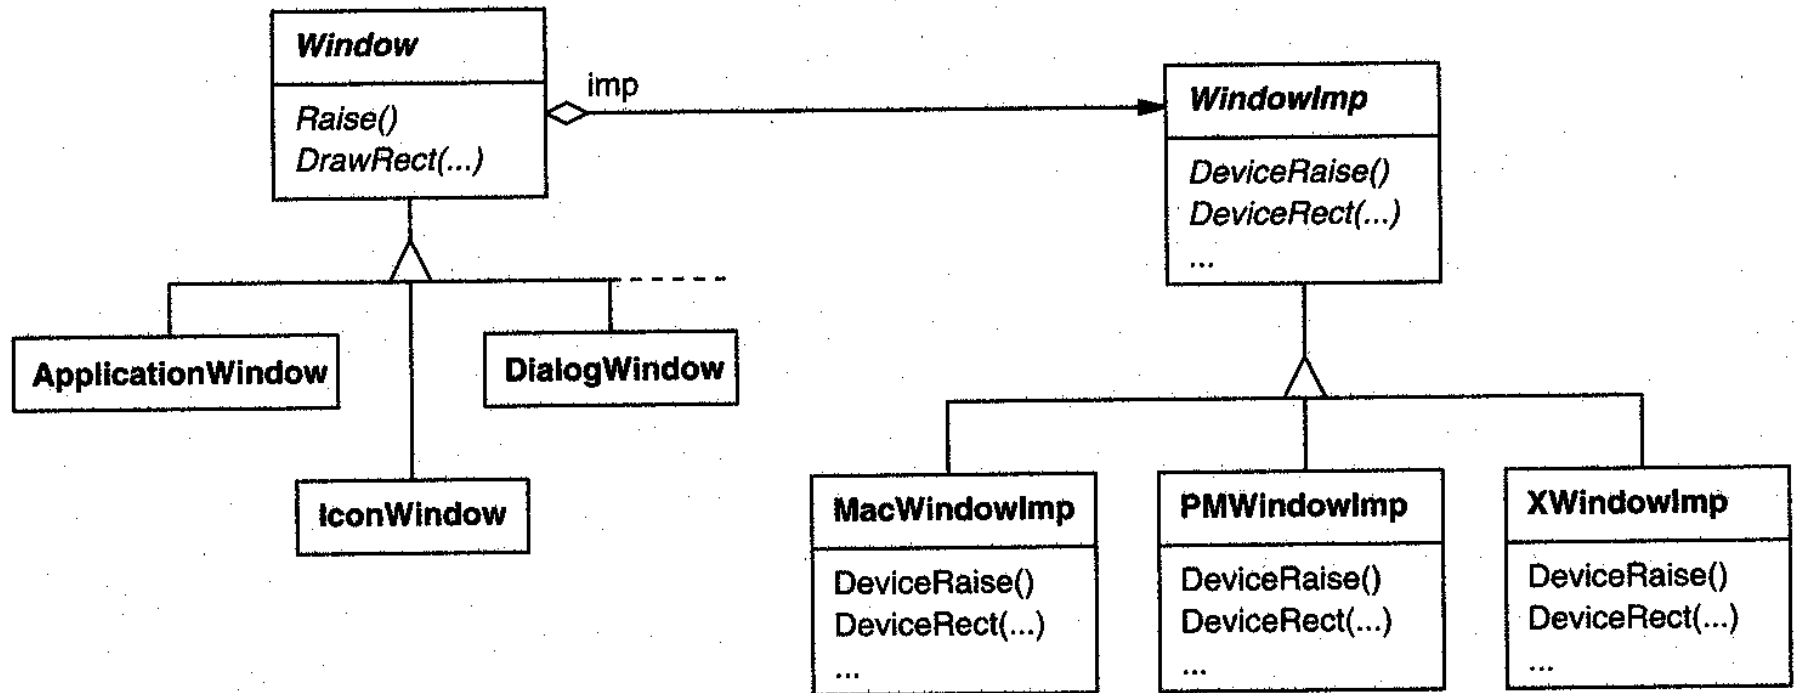 Window
Raise()
DrawRect(...)
imp
WindowImp
DeviceRaise()
DeviceRect(...)
...
ApplicationWindow
DialogWindow
IconWindow
MacWindowImp
DeviceRaise()
DeviceRect(...)
...
PMWindowImp
DeviceRaise()
DeviceRect(...)
...
XWindowImp
DeviceRaise()
DeviceRect(...)
...